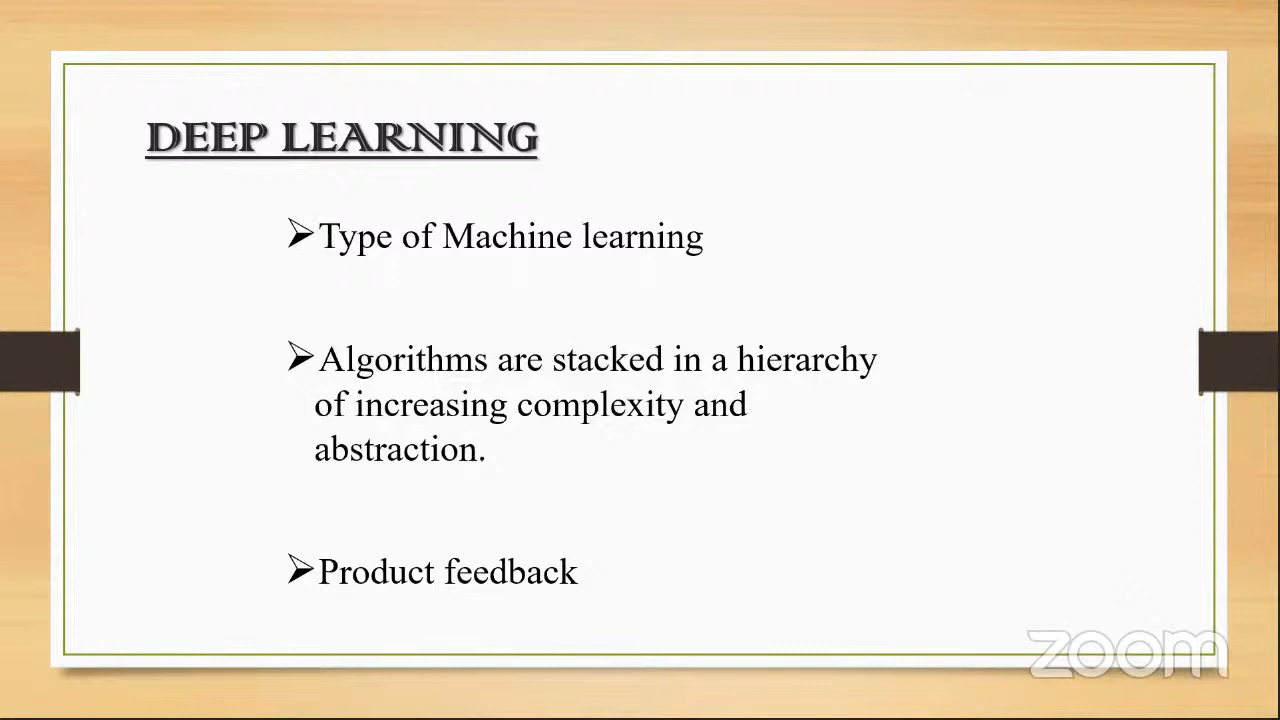 DEEP LEARNING
➢Type of Machine learning
➢Algorithms are stacked in a hierarchy
of increasing complexity and
abstraction.
➢Product feedback
zoom